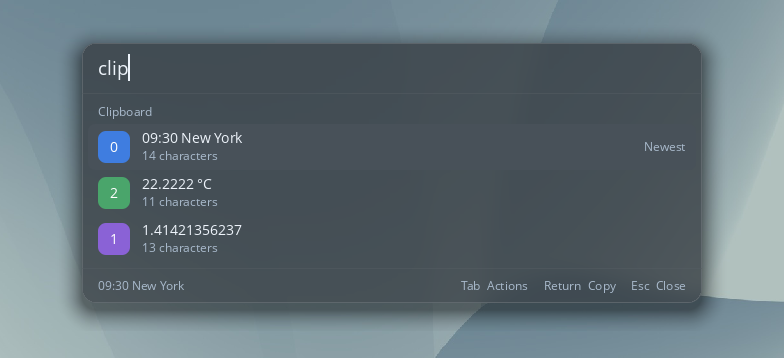 clip
Clipboard
0 09:30 New York
14 characters
Newest
2 22.2222 °C
11 characters
1 1.41421356237
13 characters
09:30 New York Tab Actions Return Copy Esc Close